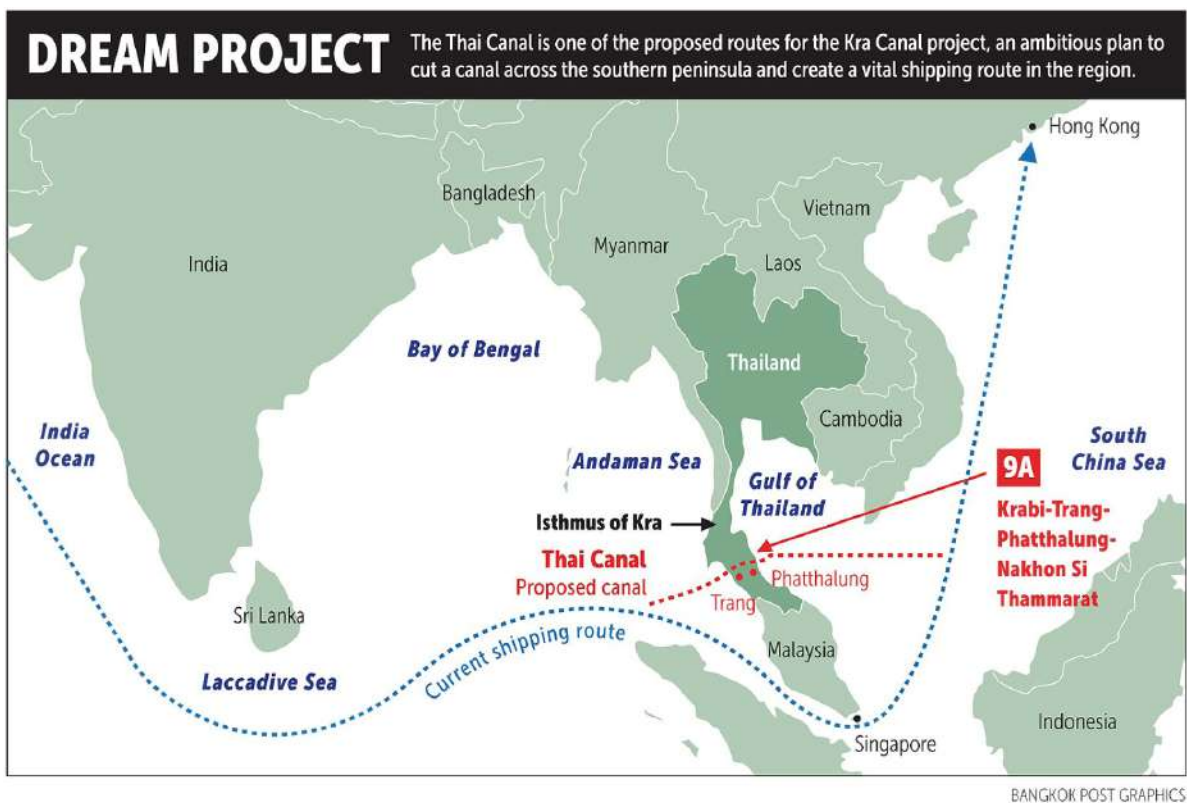 DREAM PROJECT
The Thai Canal is one of the proposed routes for the Kra Canal project, an ambitious plan to
cut a canal across the southern peninsula and create a vital shipping route in the region.
Hong Kong
Bangladesh
Vietnam
Myanmar
India
Laos
Bay of Bengal
Thailand
Cambodia
India
Ocean
Andaman Sea
Gulf of
Thailand
South
China Sea
9A
Krabi-Trang-
Phatthalung-
Nakhon Si
Thammarat
Isthmus of Kra
Thai Canal
Proposed canal
Phatthalung
Trang
Sri Lanka
Current shipping route
Malaysia
Laccadive Sea
Indonesia
Singapore
BANGKOK POST GRAPHICS